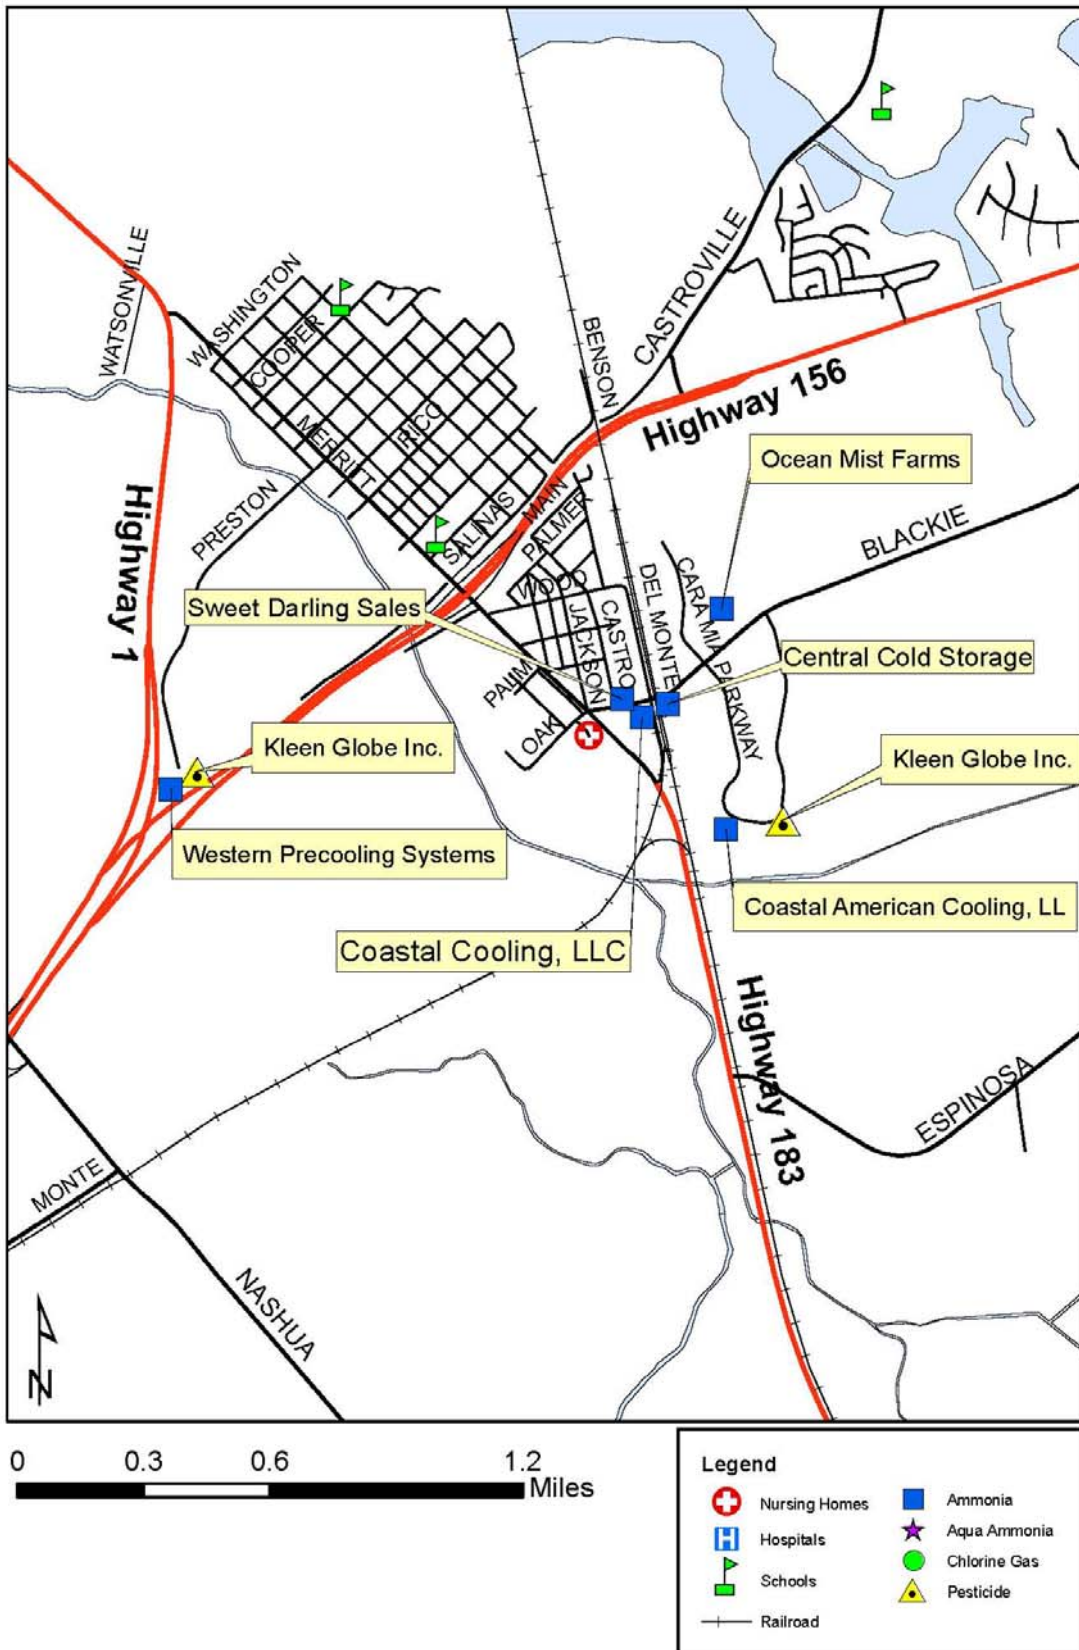 WATSONVILLE
WASHINGTON
COOPER
MERRITT
RICO
PRESTON
SALINAS
MAIN
PALMER
WOOD
BENSON
CASTROVILLE
Highway 156
Ocean Mist Farms
BLACKIE
Highway 1
Sweet Darling Sales
JACKSON
CASTRO
DEL MONTE
CARA MIA PARKWAY
Central Cold Storage
PALM
OAK
Kleen Globe Inc.
Kleen Globe Inc.
Western Precooling Systems
Coastal American Cooling, LL
Coastal Cooling, LLC
Highway 183
ESPINOSA
MONTE
NASHUA
N
0 0.3 0.6 1.2
Miles
Legend
Nursing Homes
H Hospitals
Schools
Railroad
Ammonia
Aqua Ammonia
Chlorine Gas
Pesticide